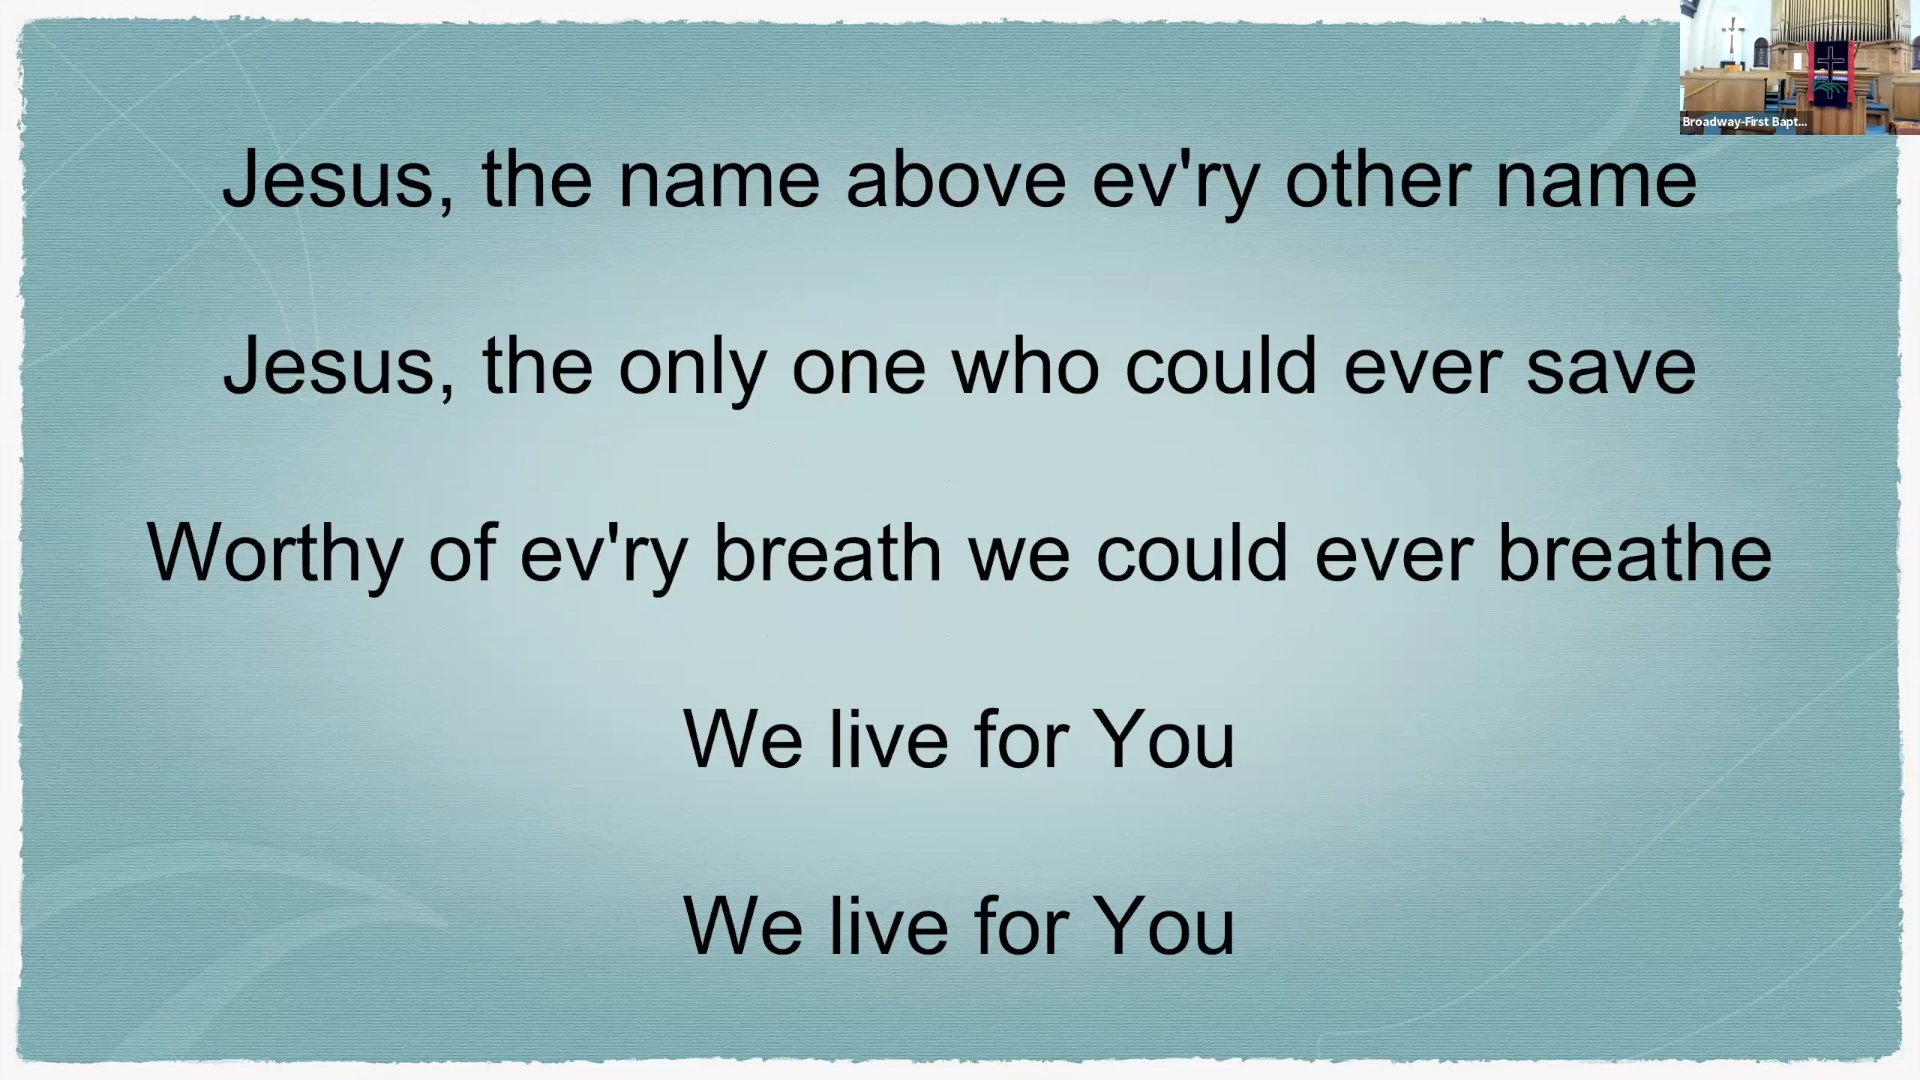 Jesus, the name above ev'ry other name
Jesus, the only one who could ever save
Worthy of ev'ry breath we could ever breathe
We live for You
We live for You
Broadway-First Bapt...